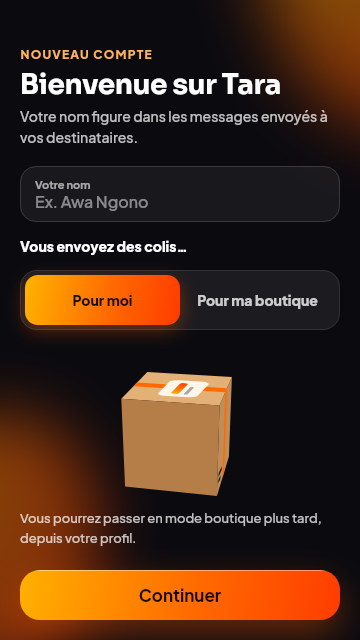 NOUVEAU COMPTE
Bienvenue sur Tara
Votre nom figure dans les messages envoyés à
vos destinataires.
Votre nom
Ex. Awa Ngono
Vous envoyez des colis…
Pour moi
Pour ma boutique
Vous pourrez passer en mode boutique plus tard,
depuis votre profil.
Continuer